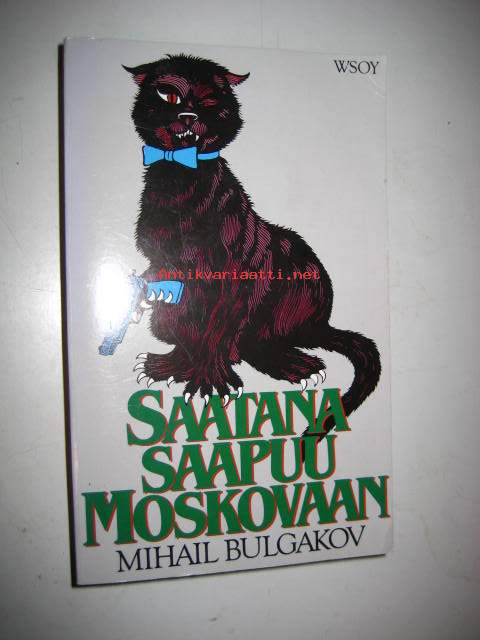 WSOY
Antikvariaatti.net
SAATANA
SAAPUU
MOSKOVAAN
MIHAIL BULGAKOV